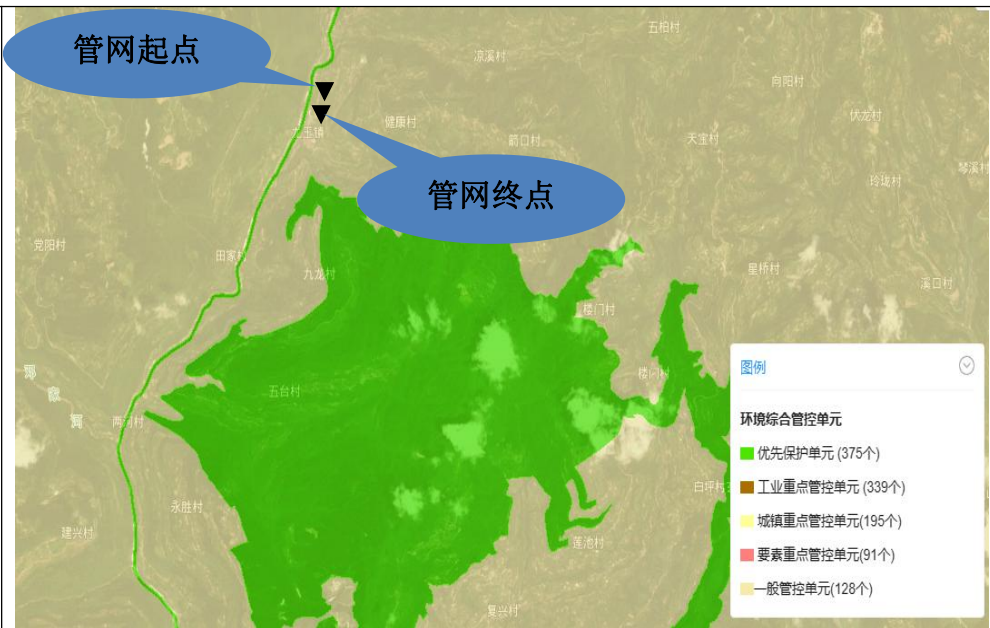 五柏村
管网起点
凉溪村
向阳村
健康村
伏龙村
箭口村
天宝村
琴溪村
玲珑村
管网终点
党阳村
田家
星桥村
九龙村
溪口村
楼门村
图例
邓
家
河
五台村
环境综合管控单元
两河村
优先保护单元 (375个)
白坪村
工业重点管控单元 (339个)
永胜村
城镇重点管控单元(195个)
建兴村
莲池村
要素重点管控单元(91个)
一般管控单元(128个)
复兴村